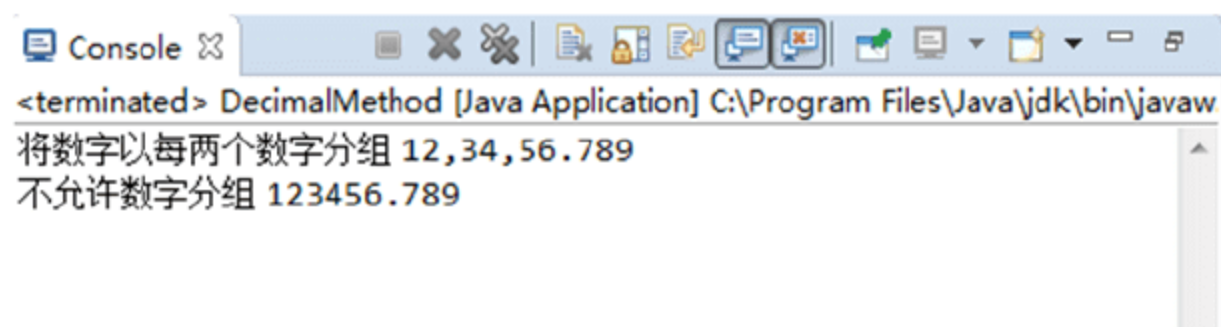 Console
<terminated> DecimalMethod [Java Application] C:\Program Files\Java\jdk\bin\javaw
将数字以每两个数字分组 12,34,56.789
不允许数字分组 123456.789